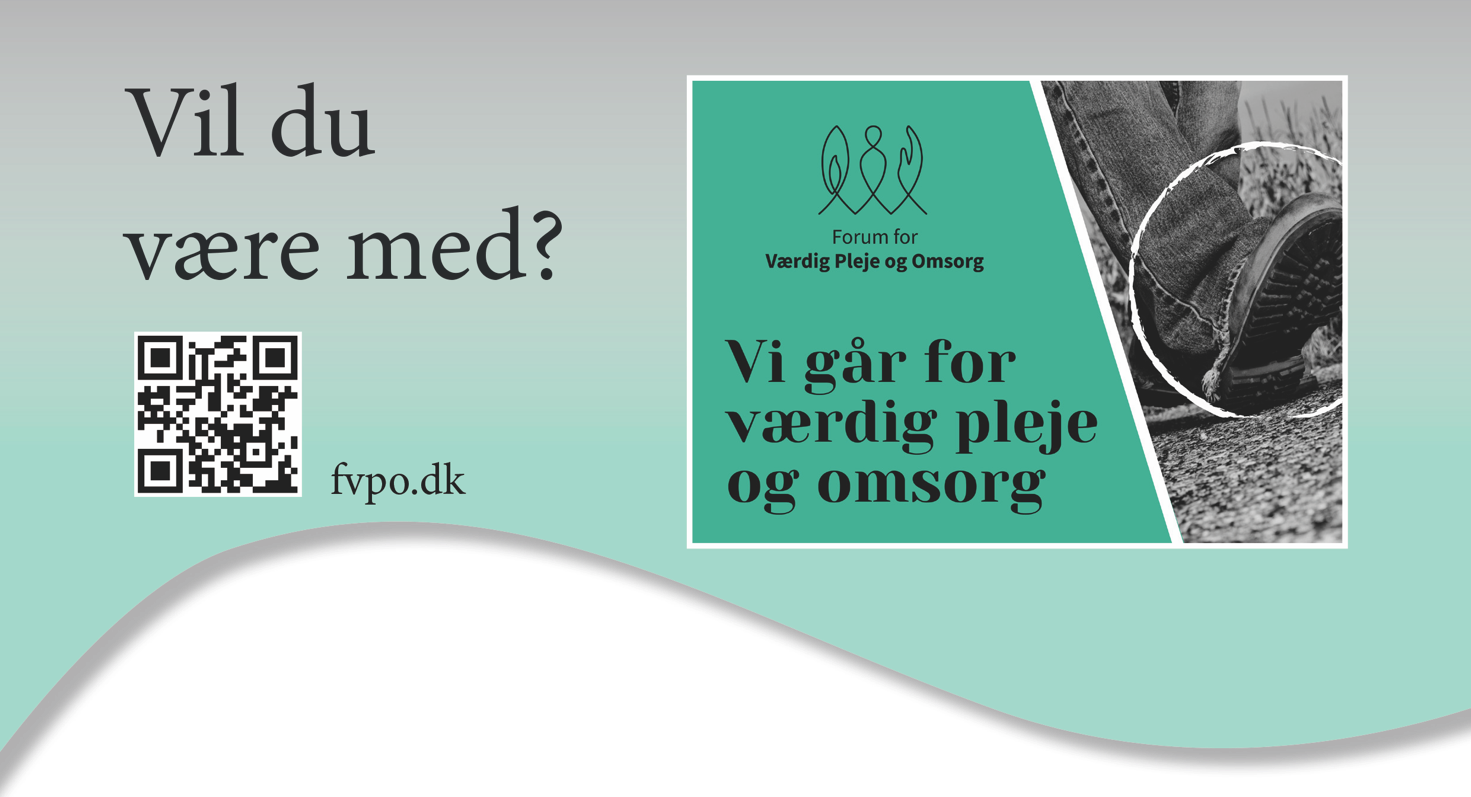 Vil du
være med?
fvpo.dk
Forum for
Værdig Pleje og Omsorg
Vi går for
værdig pleje
og omsorg